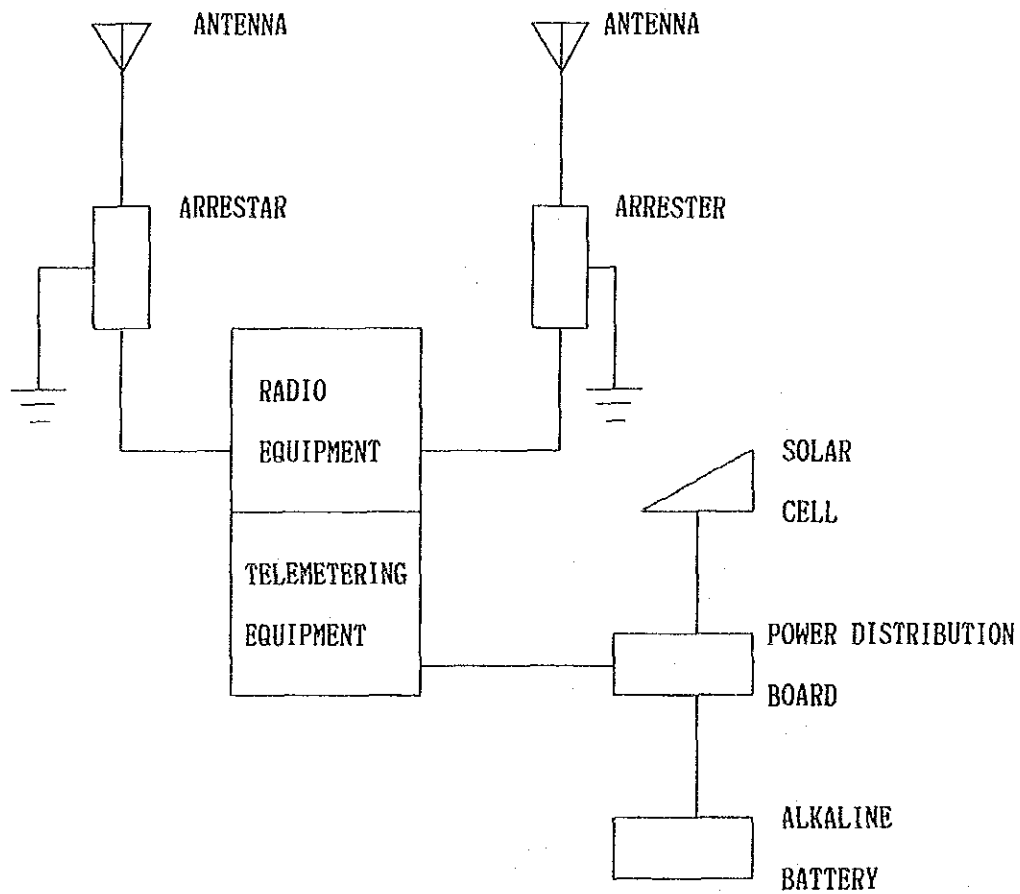 ANTENNA
ANTENNA
ARRESTAR
ARRESTER
RADIO
EQUIPMENT
SOLAR
CELL
TELEMETERING
EQUIPMENT
POWER DISTRIBUTION
BOARD
ALKALINE
BATTERY